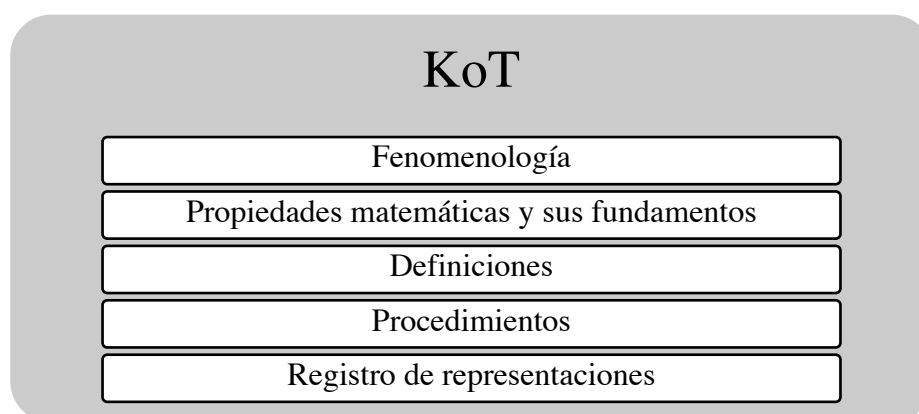 KoT
Fenomenología
Propiedades matemáticas y sus fundamentos
Definiciones
Procedimientos
Registro de representaciones